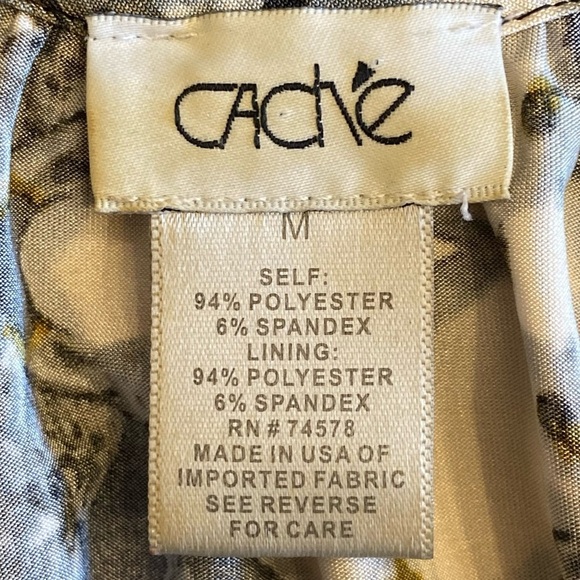 CACHÉ
M
SELF:
94% POLYESTER
6% SPANDEX
LINING:
94% POLYESTER
6% SPANDEX
RN # 74578
MADE IN USA OF
IMPORTED FABRIC
SEE REVERSE
FOR CARE